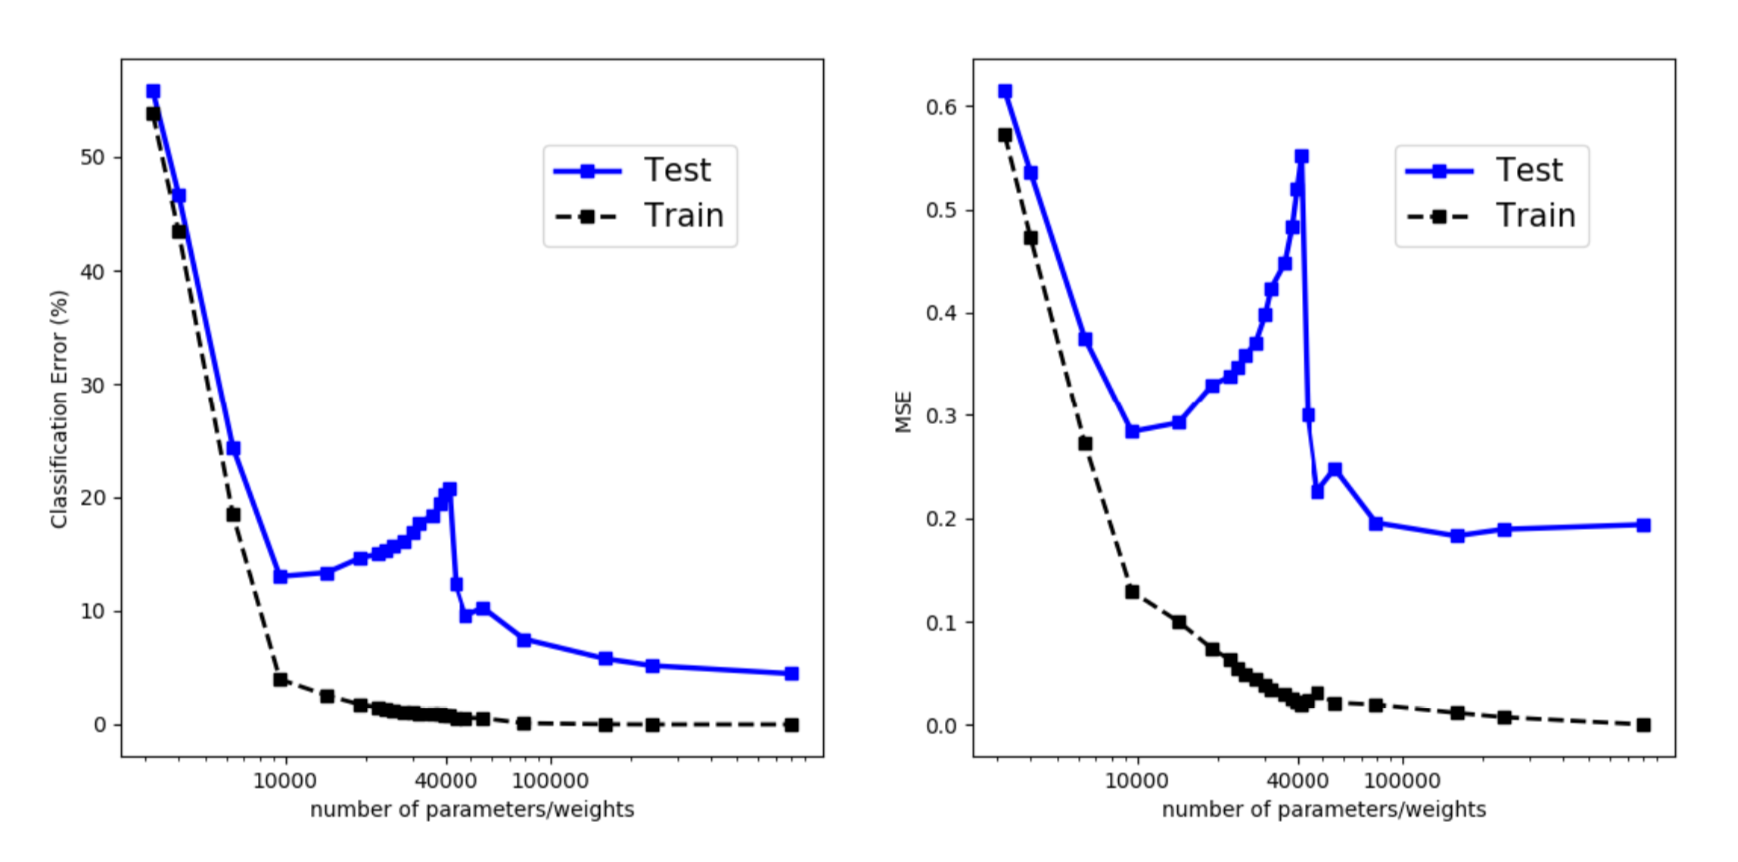 Classification Error (%)
50
40
30
20
10
0
Test
Train
10000 40000 100000
number of parameters/weights
MSE
0.6
0.5
0.4
0.3
0.2
0.1
0.0
Test
Train
10000 40000 100000
number of parameters/weights